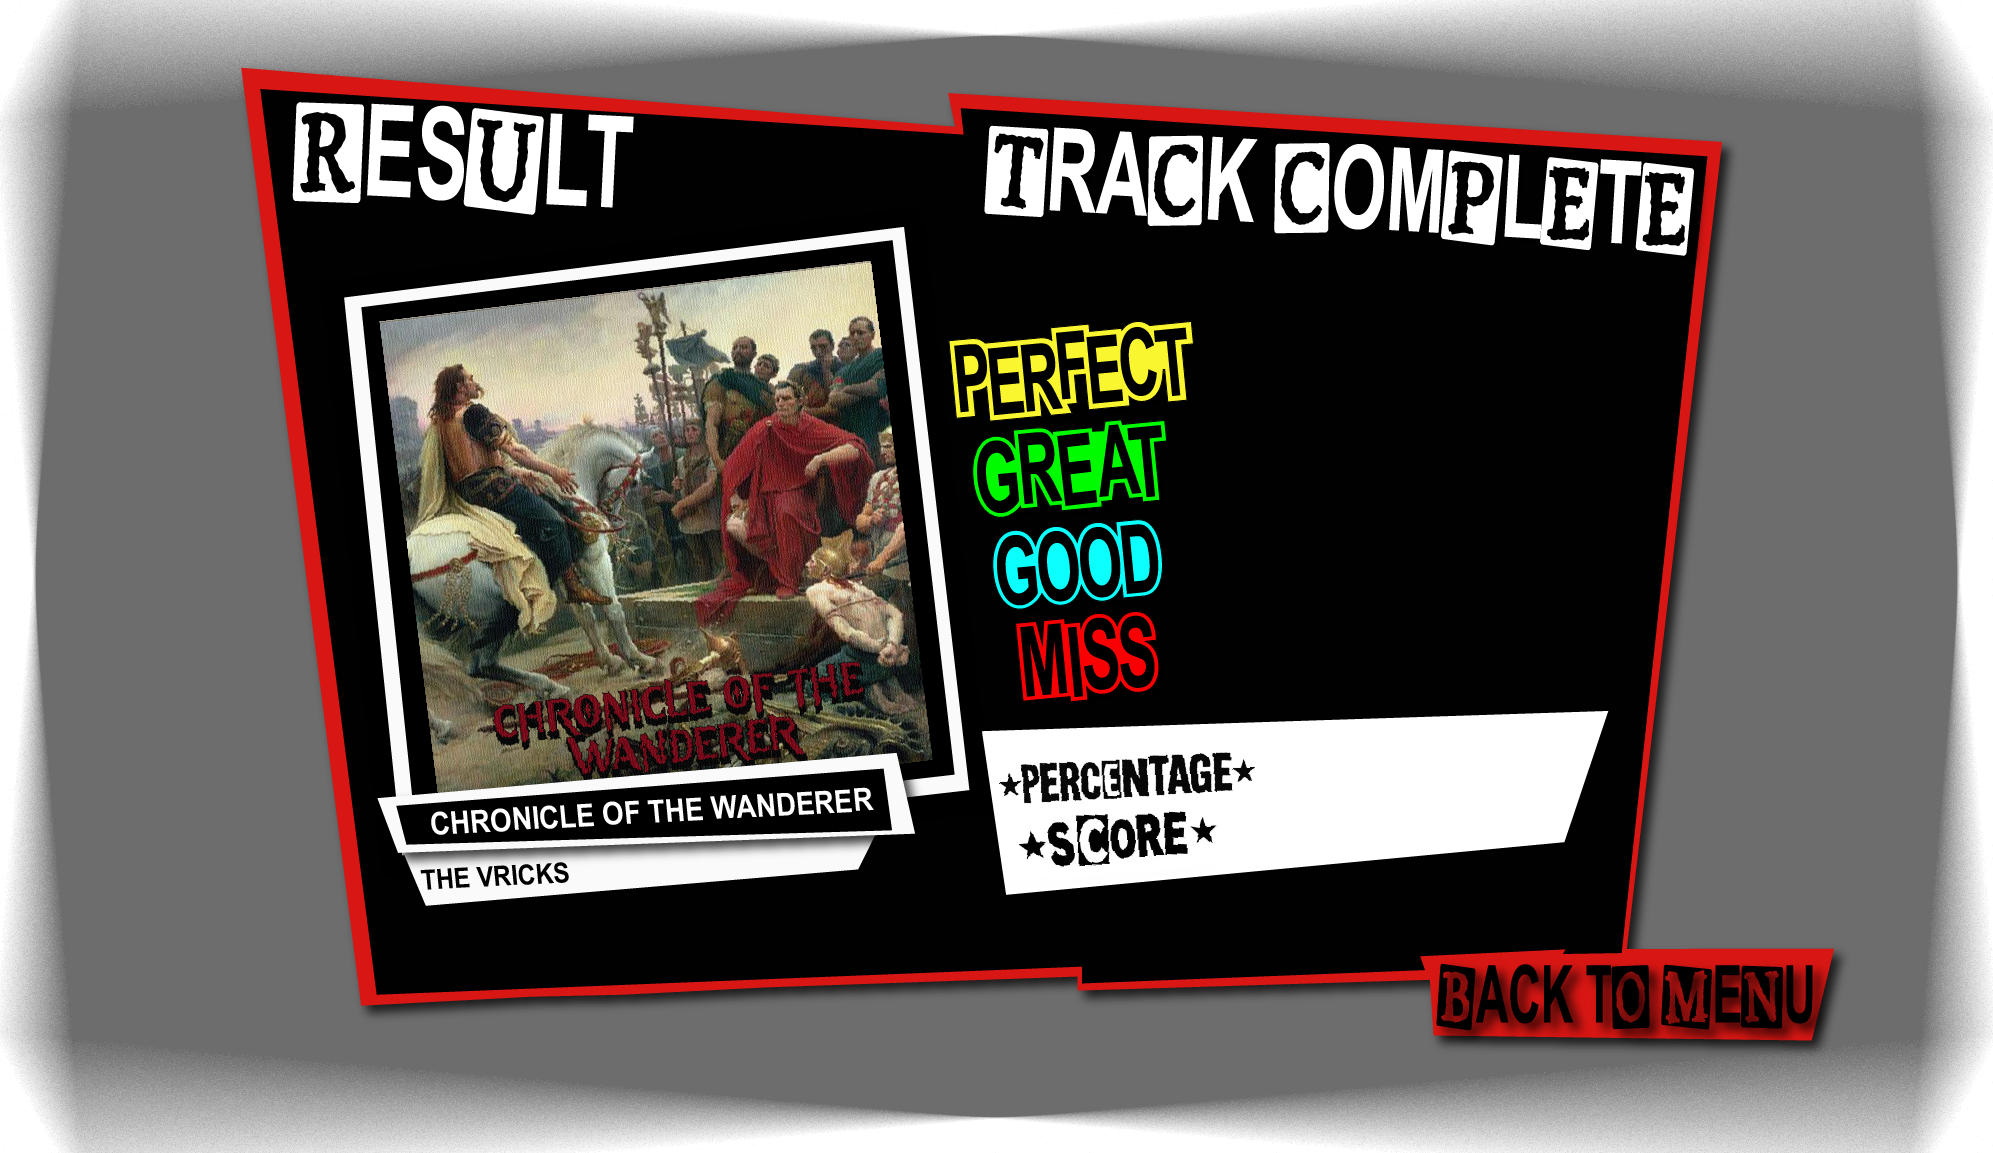 RESULT
TRACK COMPLETE
CHRONICLE OF THE
WANDERER
CHRONICLE OF THE WANDERER
THE VRICKS
PERFECT
GREAT
GOOD
MISS
★PERCENTAGE★
★SCORE★
BACK TO MENU